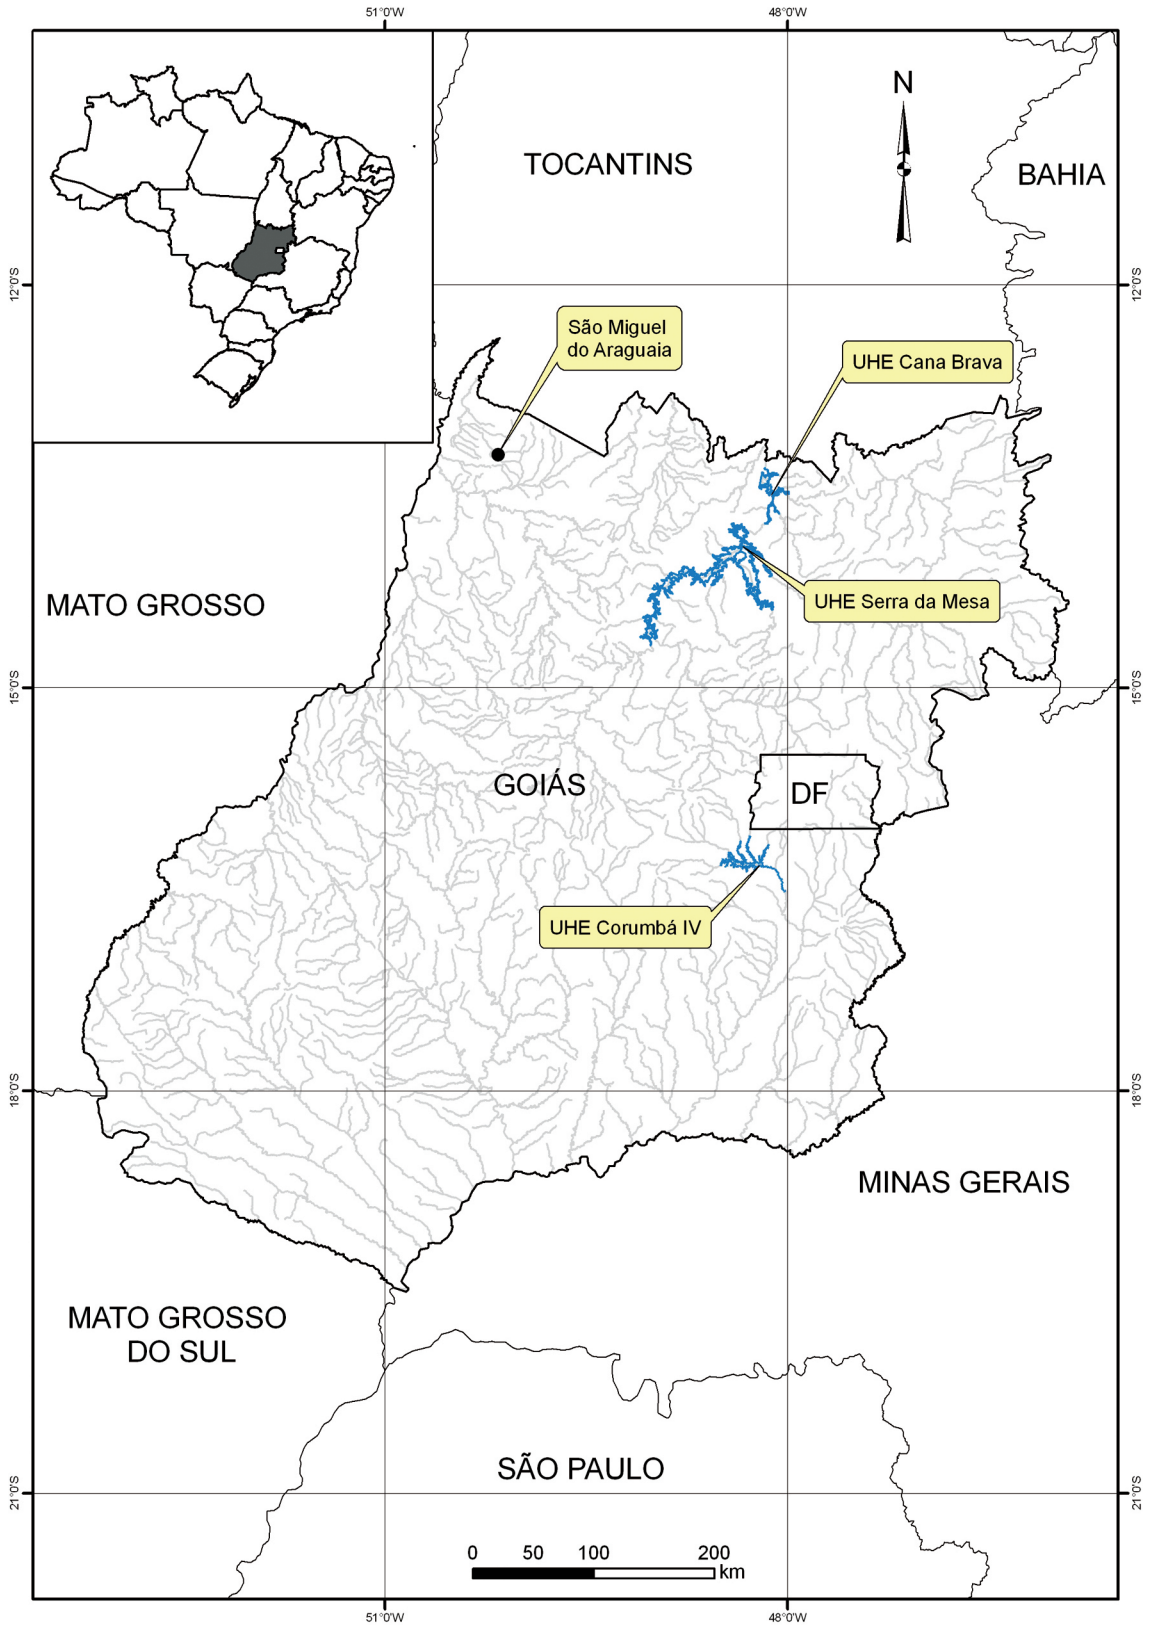 51°0'W
48°0'W
N
TOCANTINS
BAHIA
12°0'S
12°0'S
São Miguel
do Araguaia
UHE Cana Brava
UHE Serra da Mesa
MATO GROSSO
15°0'S
15°0'S
GOIÁS
DF
UHE Corumbá IV
18°0'S
18°0'S
MINAS GERAIS
MATO GROSSO
DO SUL
SÃO PAULO
21°0'S
21°0'S
0 50 100 200
km
51°0'W
48°0'W